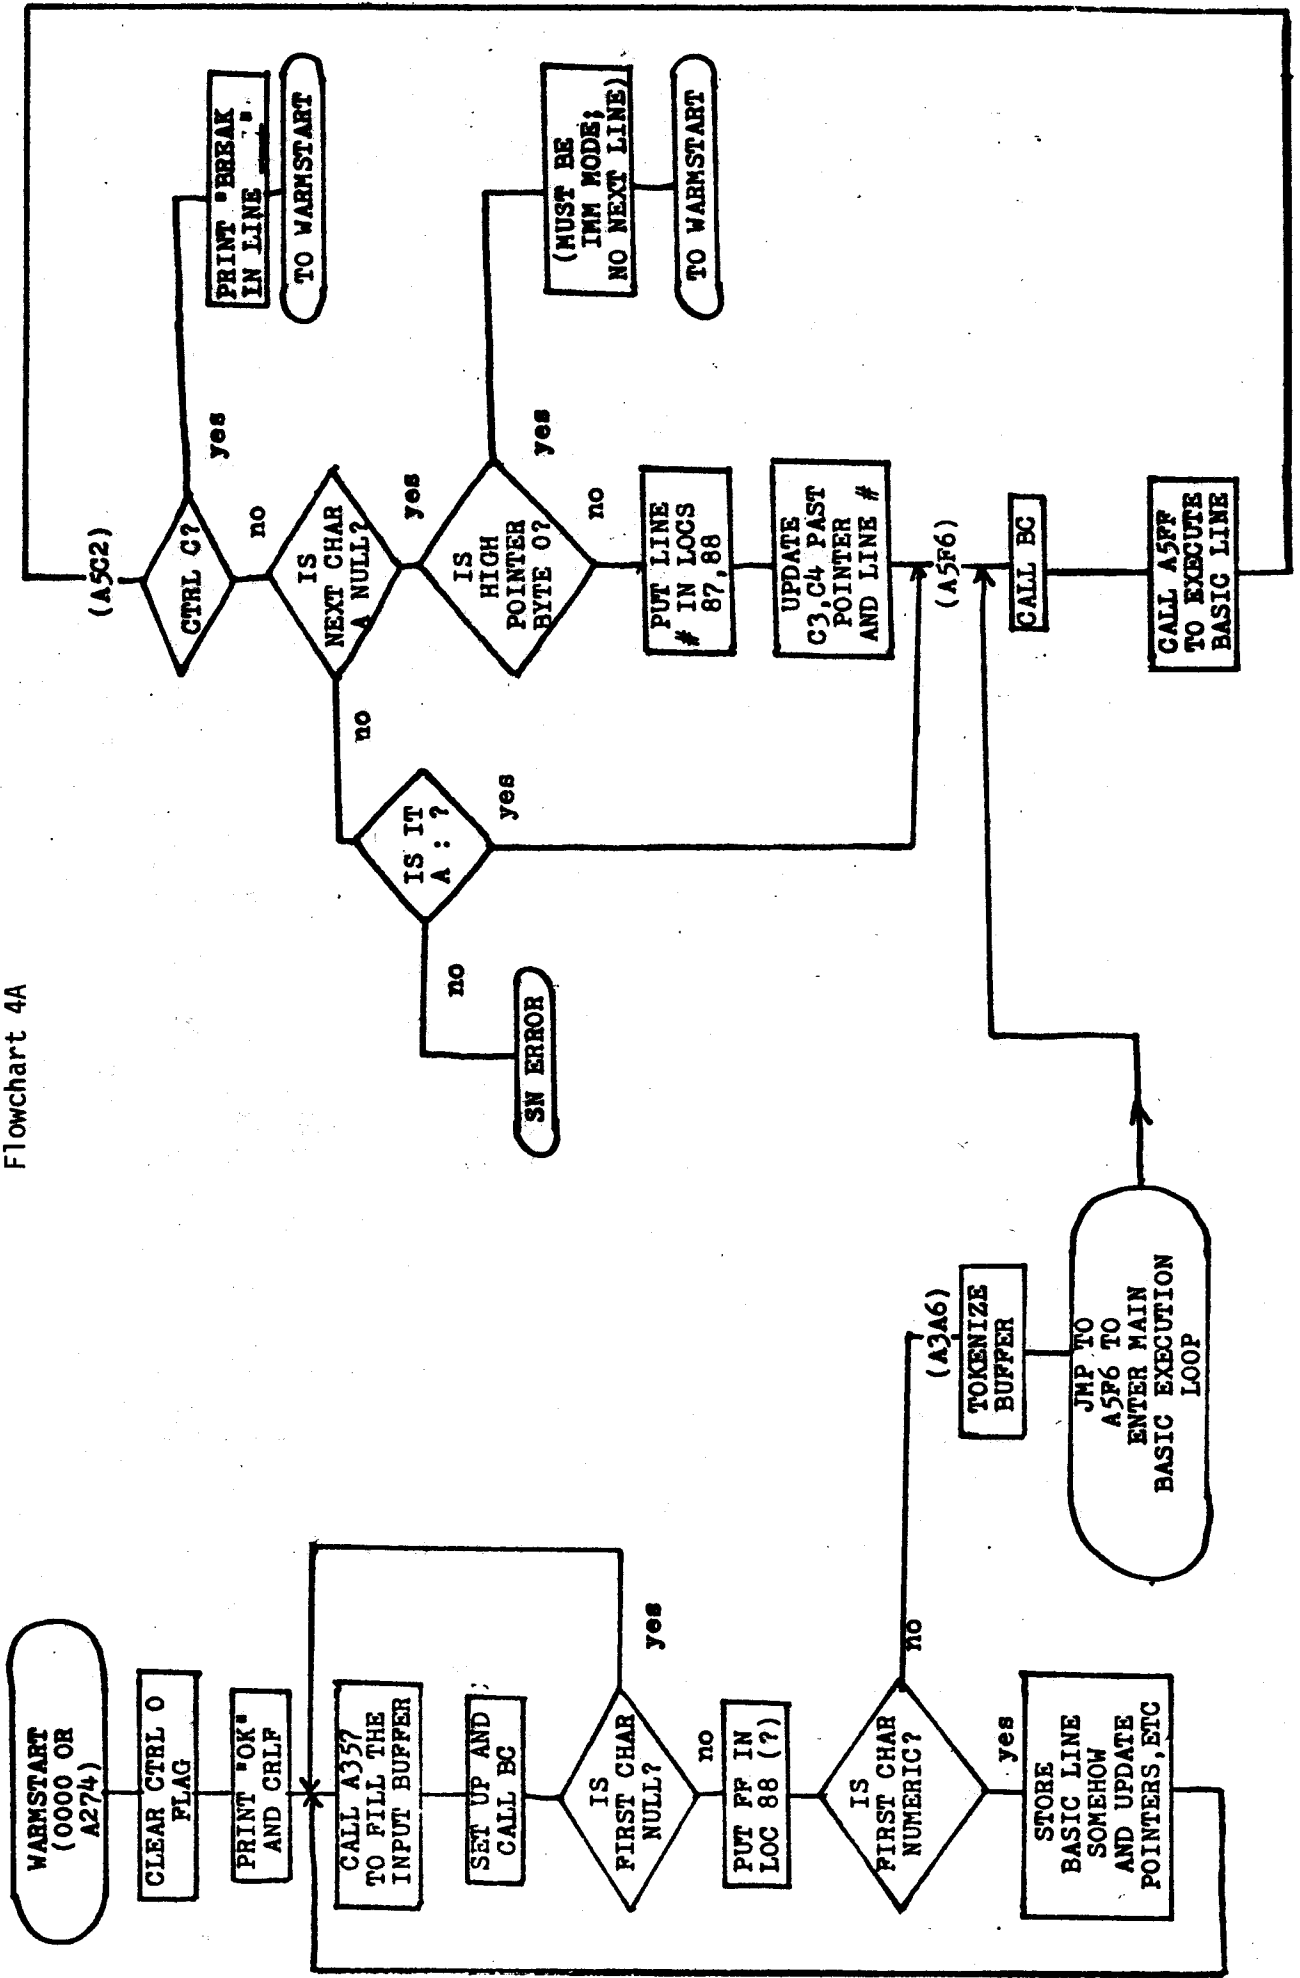 Flowchart 4A
WARMSTART
(0000 OR
A274)
CLEAR CTRL O
FLAG
PRINT "OK"
AND CRLF
CALL A357
TO FILL THE
INPUT BUFFER
SET UP AND
CALL BC
IS
FIRST CHAR
NULL?
yes
no
PUT FF IN
LOC 88 (?)
IS
FIRST CHAR
NUMERIC?
no
yes
STORE
BASIC LINE
SOMEHOW
AND UPDATE
POINTERS,ETC
(A3A6)
TOKENIZE
BUFFER
JMP TO
A5F6 TO
ENTER MAIN
BASIC EXECUTION
LOOP
(A5C2)
CTRL C?
yes
no
PRINT "BREAK
IN LINE __".
TO WARMSTART
IS
NEXT CHAR
A NULL?
no
yes
IS IT
A : ?
no
yes
SN ERROR
IS
HIGH
POINTER
BYTE 0?
yes
no
(MUST BE
IMM MODE;
NO NEXT LINE)
TO WARMSTART
PUT LINE
# IN LOCS
87,88
UPDATE
C3,C4 PAST
POINTER
AND LINE #
(A5F6)
CALL BC
CALL A5FF
TO EXECUTE
BASIC LINE